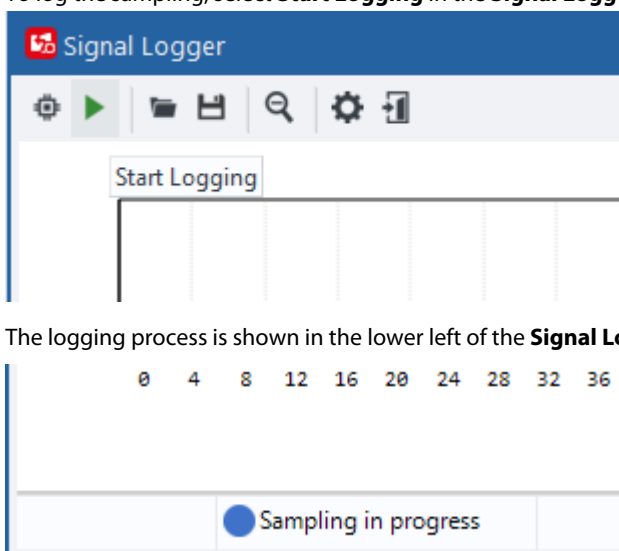 To log the sampling, select Start Logging in the Signal Logg
Signal Logger
Start Logging
The logging process is shown in the lower left of the Signal Lo
0 4 8 12 16 20 24 28 32 36
Sampling in progress